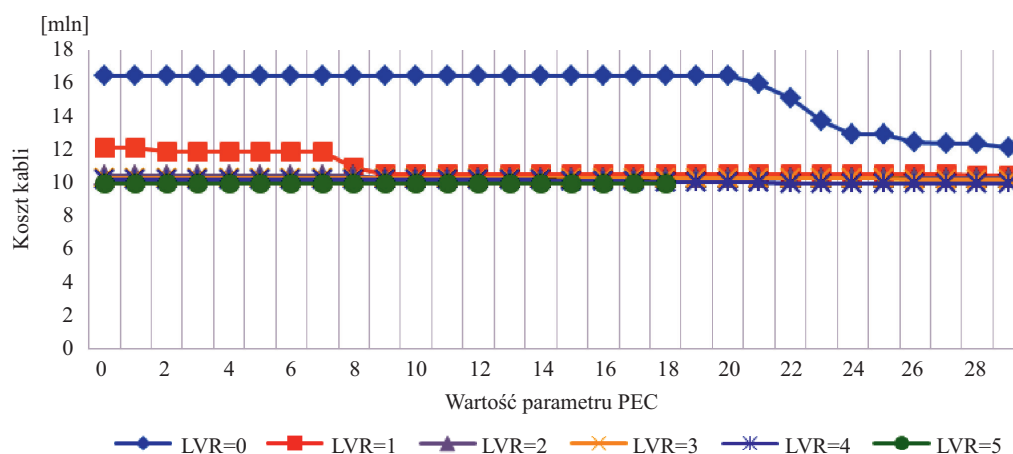 [mln]
18
16
14
12
10
8
6
4
2
0
Koszt kabli
0 2 4 6 8 10 12 14 16 18 20 22 24 26 28
Wartość parametru PEC
LVR=0 LVR=1 LVR=2 LVR=3 LVR=4 LVR=5